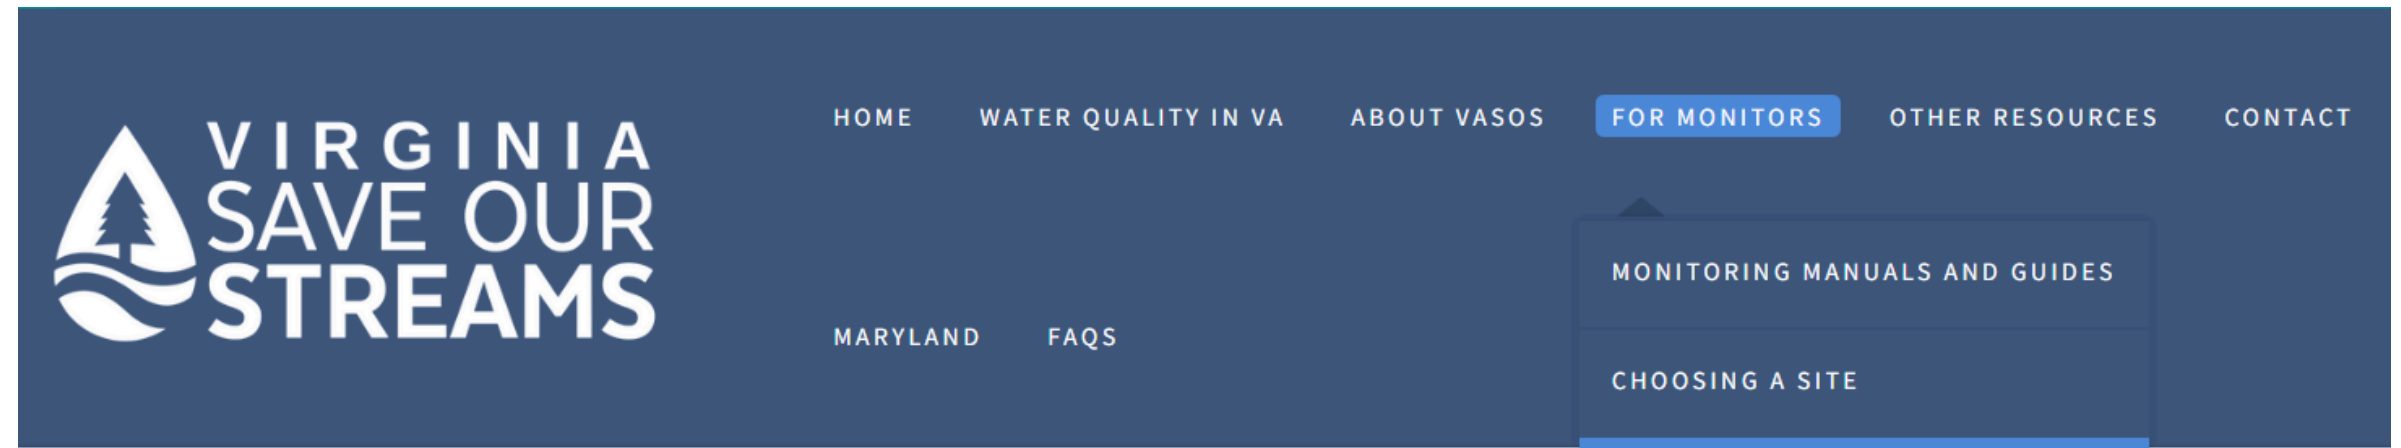 VIRGINIA
SAVE OUR
STREAMS
HOME WATER QUALITY IN VA ABOUT VASOS FOR MONITORS OTHER RESOURCES CONTACT
MONITORING MANUALS AND GUIDES
CHOOSING A SITE
MARYLAND FAQS